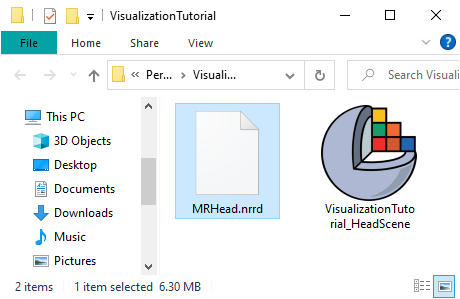 VisualizationTutorial
File Home Share View
« Per... > Visuali... Search Visuali
This PC
3D Objects
Desktop
Documents
Downloads
Music
Pictures
MRHead.nrrd
VisualizationTuto
rial_HeadScene
2 items 1 item selected 6.30 MB